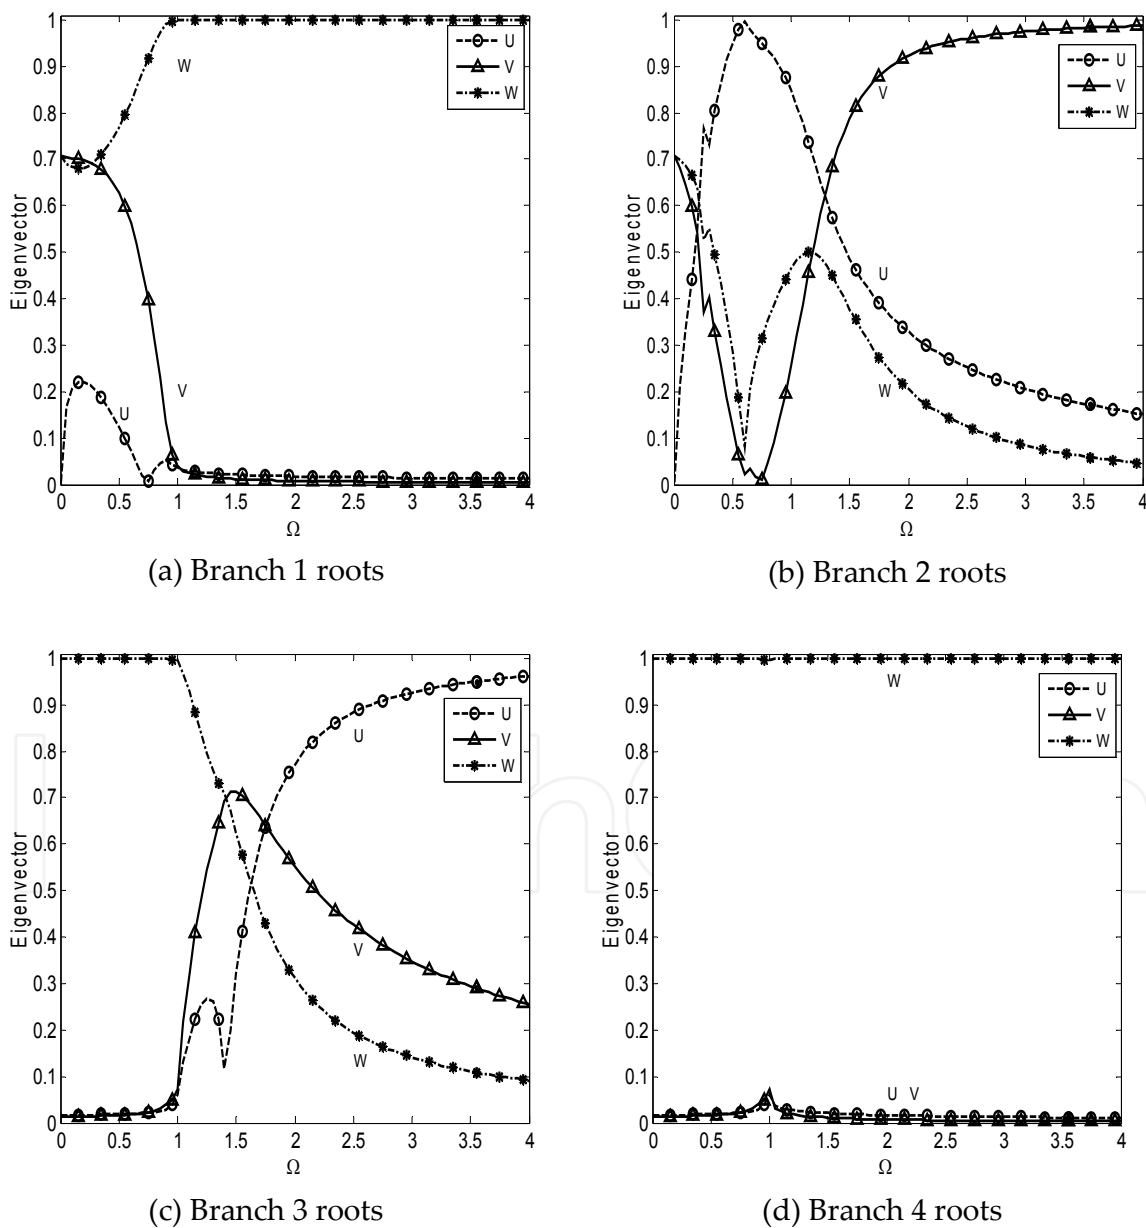 1
0.9
0.8
0.7
0.6
0.5
0.4
0.3
0.2
0.1
0
Eigenvector
0 0.5 1 1.5 2 2.5 3 3.5 4
Ω
U
V
W
W
V
U
(a) Branch 1 roots
1
0.9
0.8
0.7
0.6
0.5
0.4
0.3
0.2
0.1
0
Eigenvector
0 0.5 1 1.5 2 2.5 3 3.5 4
Ω
U
V
W
V
U
W
(b) Branch 2 roots
1
0.9
0.8
0.7
0.6
0.5
0.4
0.3
0.2
0.1
0
Eigenvector
0 0.5 1 1.5 2 2.5 3 3.5 4
Ω
U
V
W
U
V
W
(c) Branch 3 roots
1
0.9
0.8
0.7
0.6
0.5
0.4
0.3
0.2
0.1
0
Eigenvector
0 0.5 1 1.5 2 2.5 3 3.5 4
Ω
W
U
V
W
U V
(d) Branch 4 roots